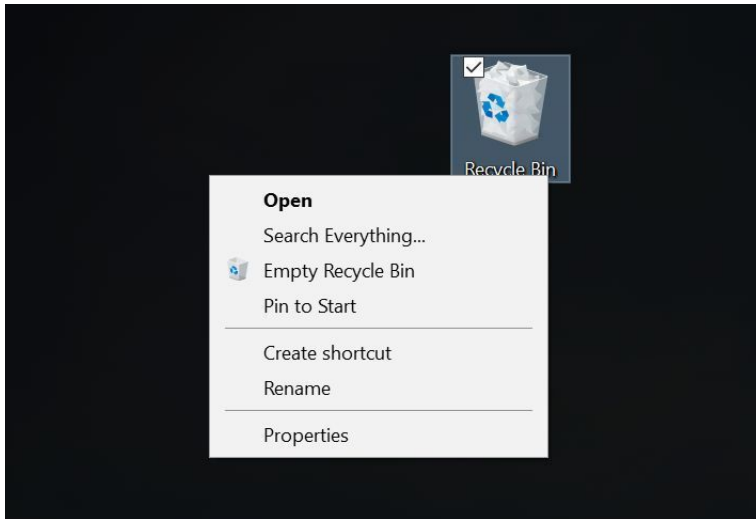 Recycle Bin
Open
Search Everything...
Empty Recycle Bin
Pin to Start
Create shortcut
Rename
Properties